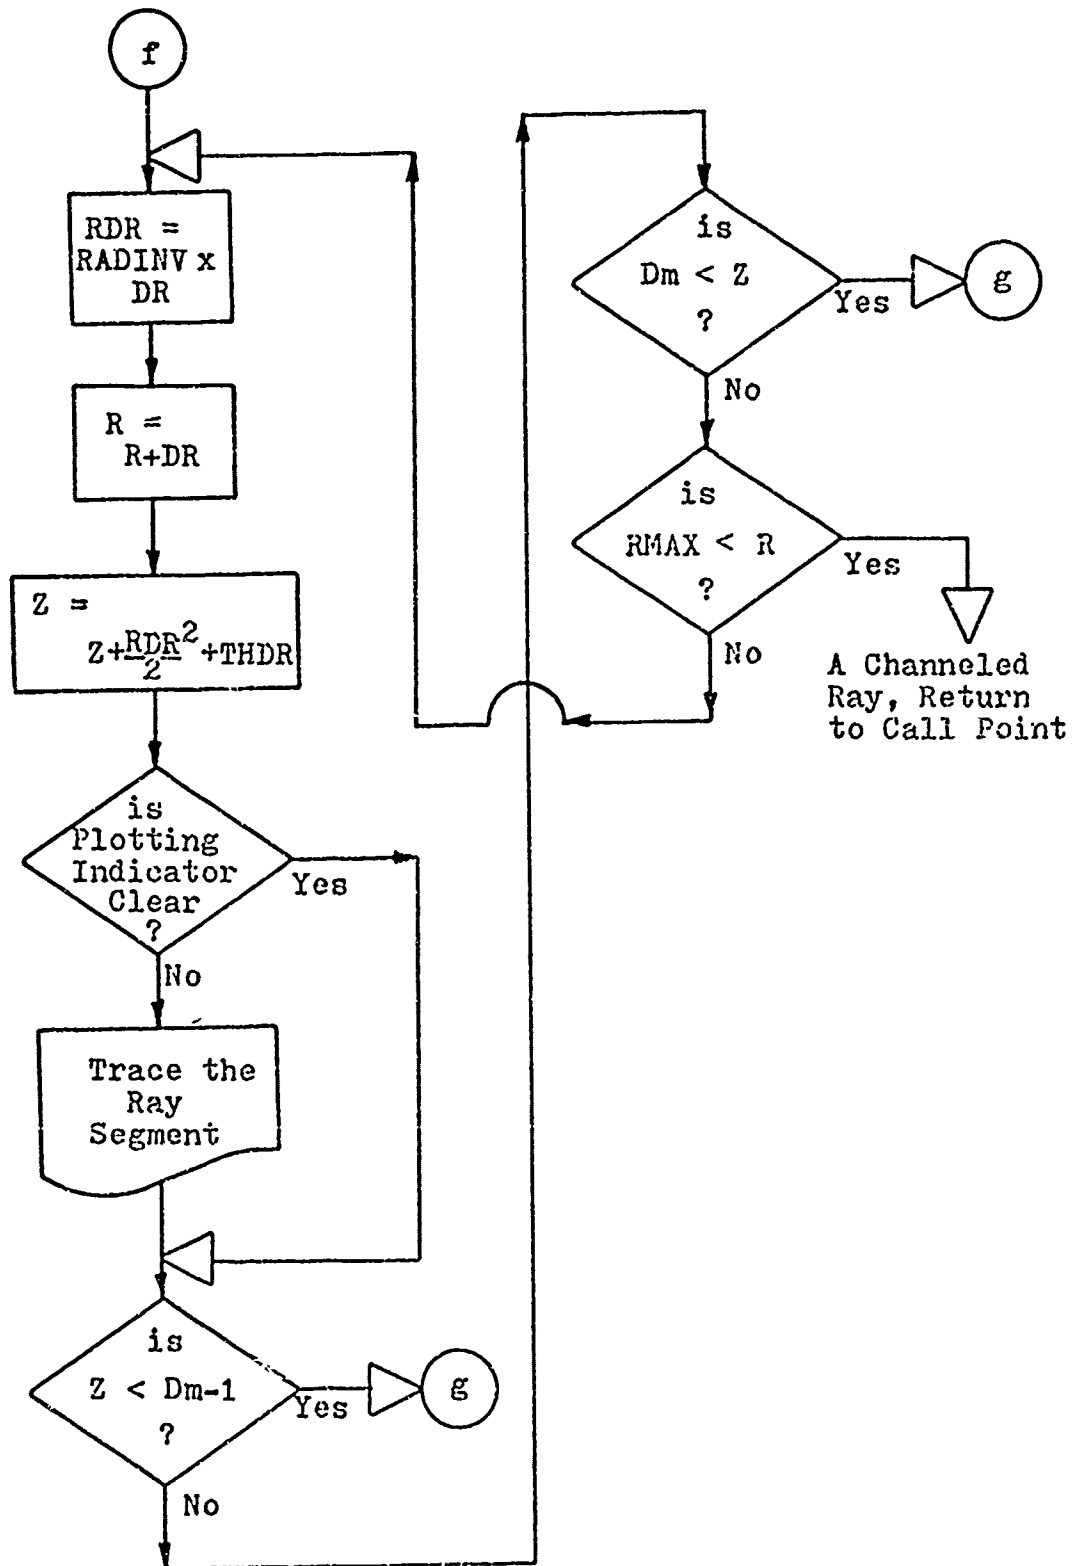 f
RDR =
RADINV x
DR
R =
R+DR
Z =
Z+RDR²/2+THDR
is
Plotting
Indicator
Clear
?
Yes
No
Trace the
Ray
Segment
is
Z < Dm-1
?
Yes
g
No
is
Dm < Z
?
Yes
g
No
is
RMAX < R
?
Yes
No
A Channeled
Ray, Return
to Call Point